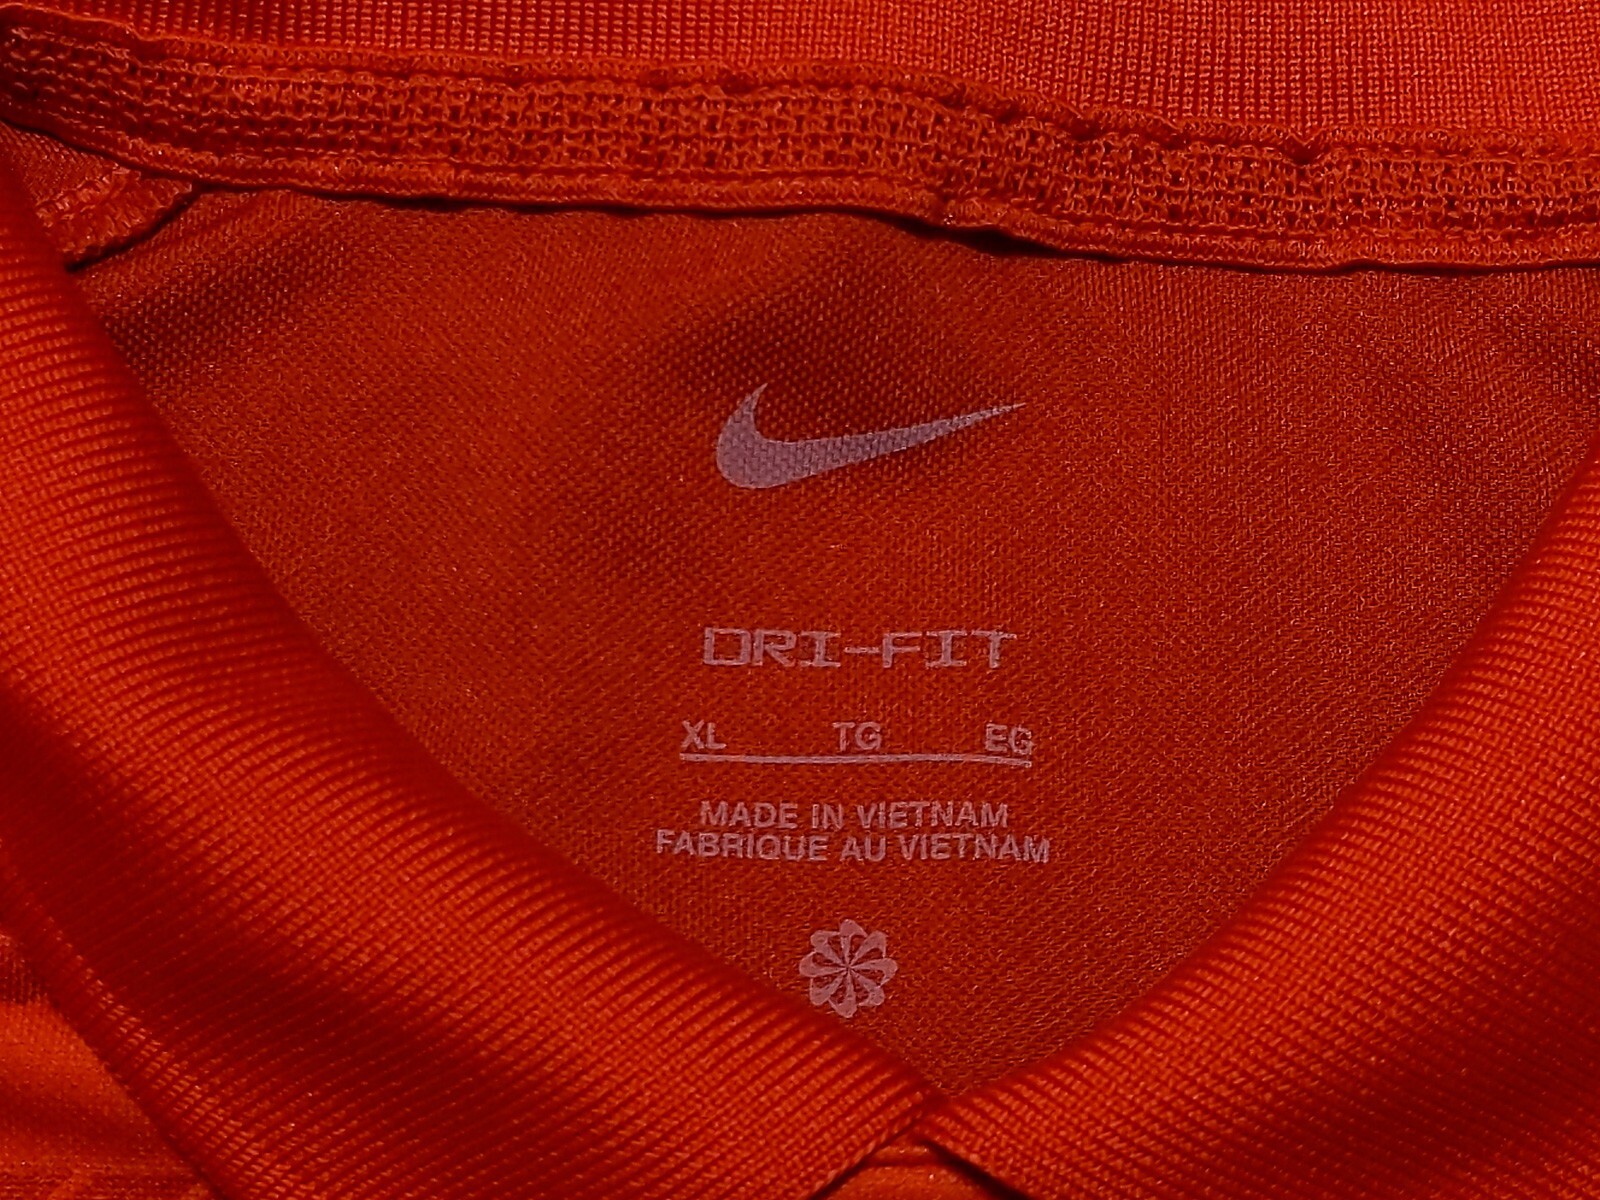 DRI-FIT
XL TG EG
MADE IN VIETNAM
FABRIQUE AU VIETNAM